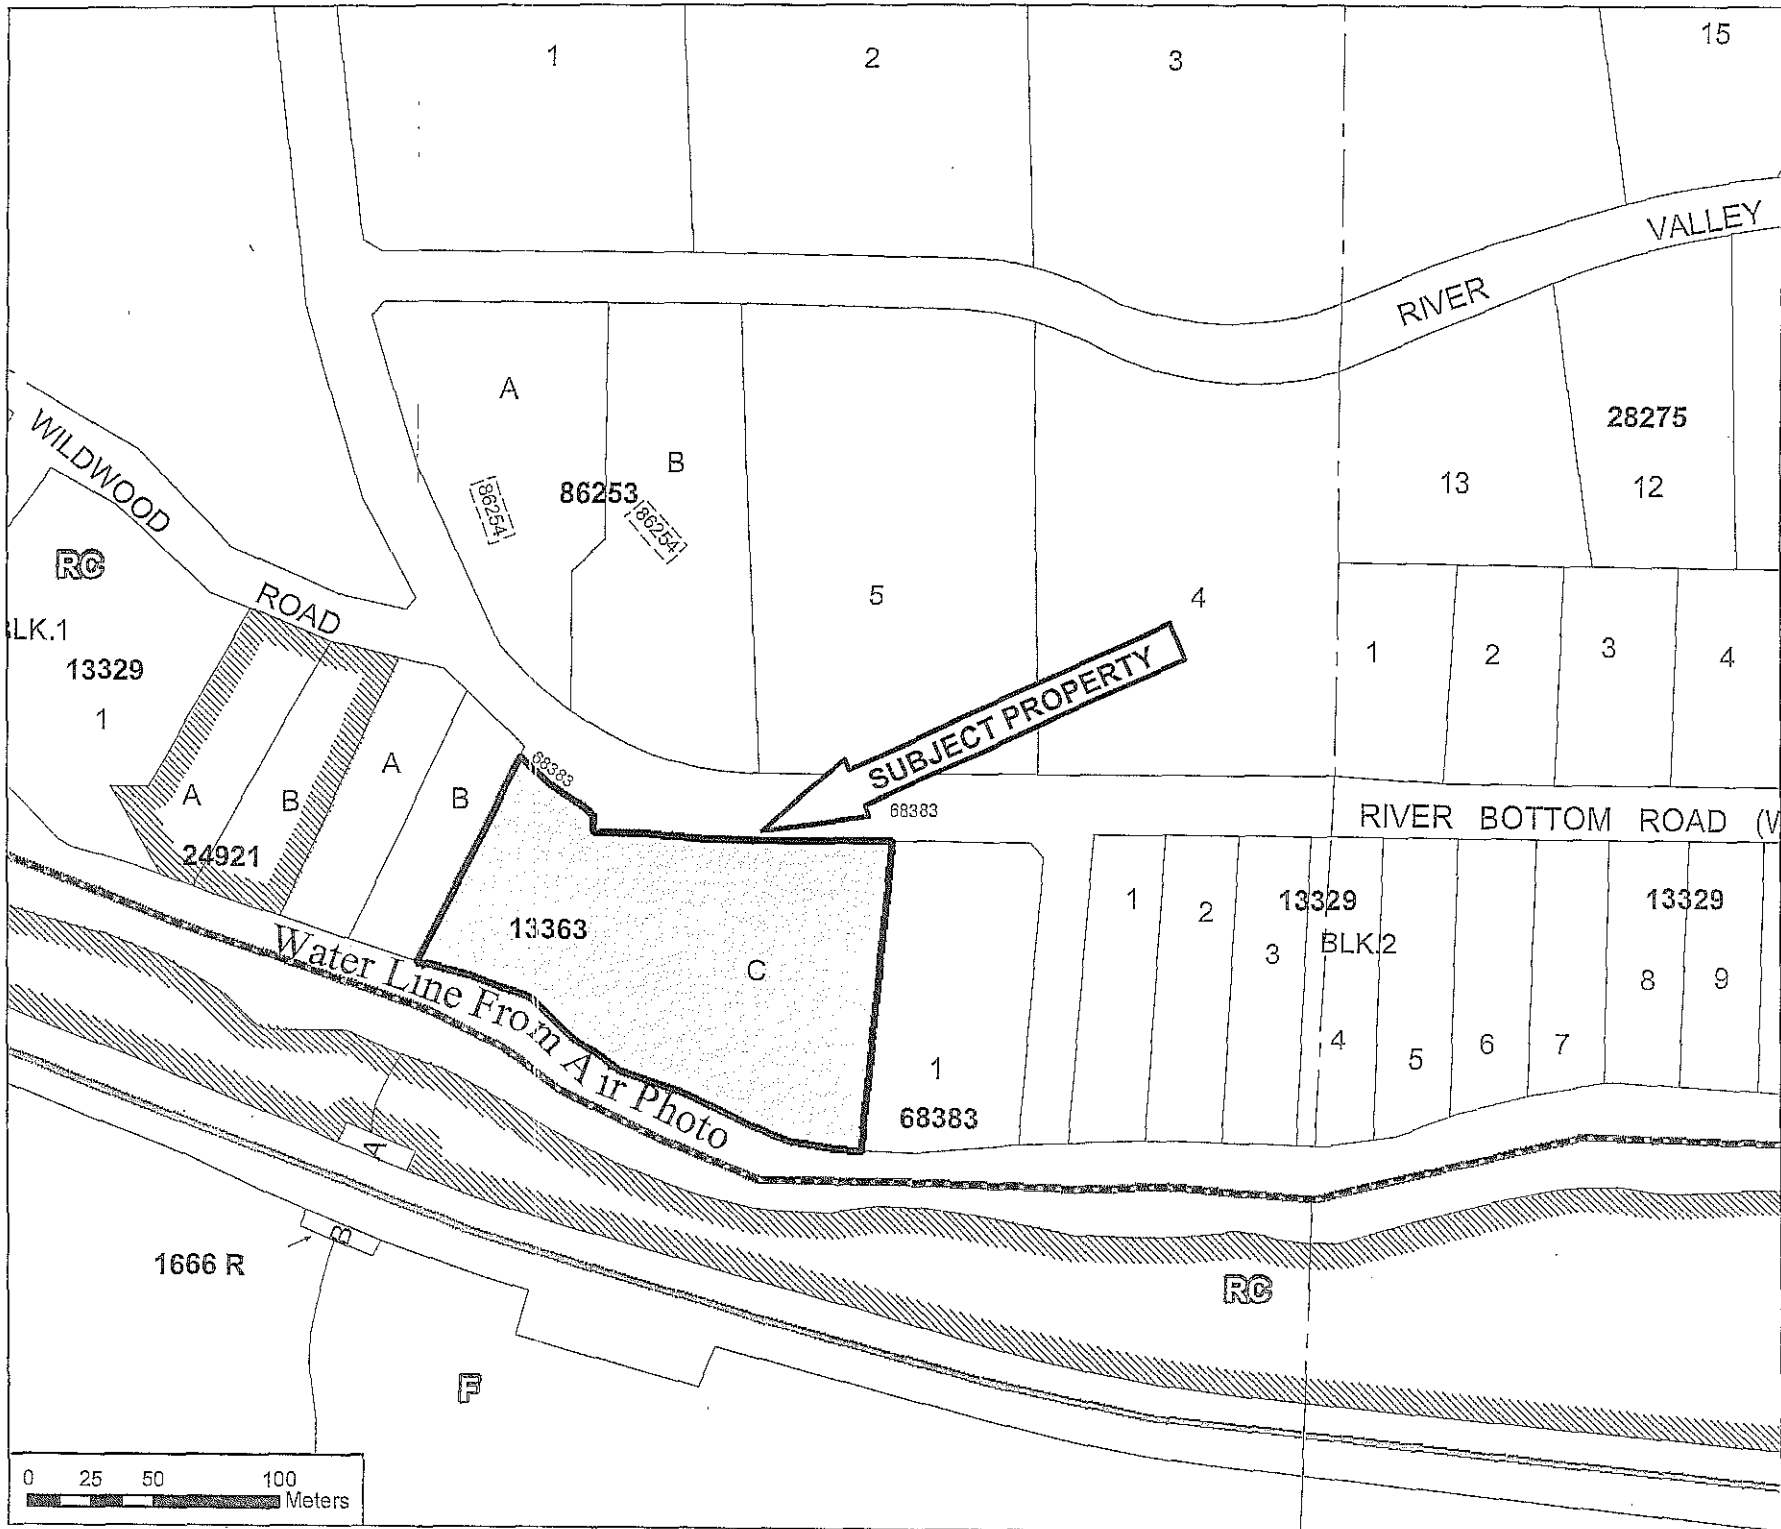 1
2
3
15
VALLEY
RIVER
A
B
86253
86254
86254
28275
13
12
WILDWOOD
ROAD
RC
LK.1
13329
1
5
4
1
2
3
4
SUBJECT PROPERTY
A
B
24921
A
B
68383
68383
RIVER BOTTOM ROAD (W
13363
C
1
68383
1
2
13329
3
BLK.2
4
5
6
7
13329
8
9
Water Line From Air Photo
A
B
1666 R
RC
F
0 25 50 100
Meters